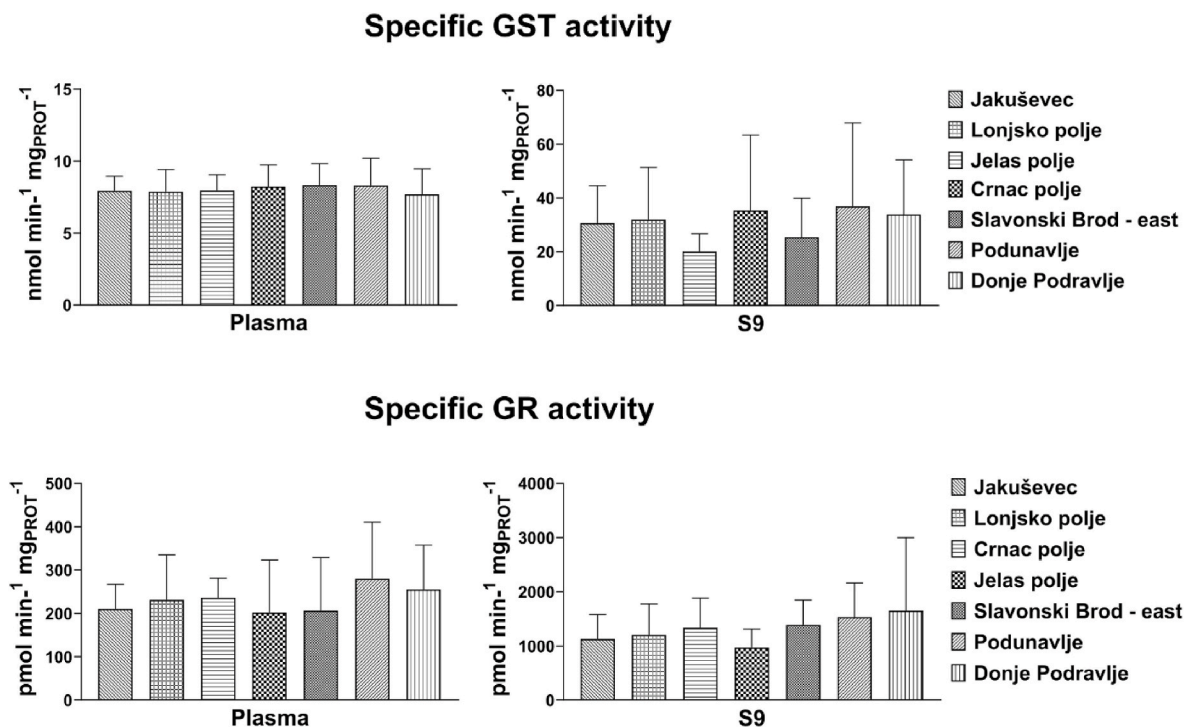 Specific GST activity
nmol min-¹ mgPROT⁻¹
15
10
5
0
Plasma
nmol min-¹ mgPROT⁻¹
80
60
40
20
0
S9
Jakuševec
Lonjsko polje
Jelas polje
Crnac polje
Slavonski Brod - east
Podunavlje
Donje Podravlje
Specific GR activity
pmol min-¹ mgPROT⁻¹
500
400
300
200
100
0
Plasma
pmol min-¹ mgPROT⁻¹
4000
3000
2000
1000
0
S9
Jakuševec
Lonjsko polje
Crnac polje
Jelas polje
Slavonski Brod - east
Podunavlje
Donje Podravlje